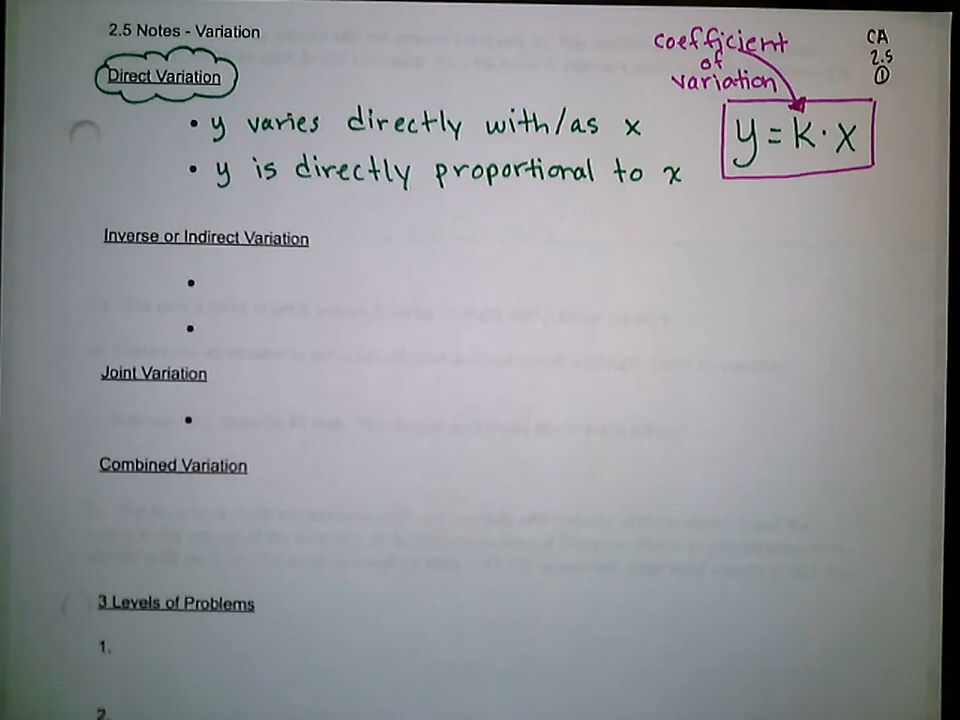 2.5 Notes - Variation
coefficient
of
variation
CA
2.5
1
Direct Variation
• y varies directly with/as x
y = k · x
• y is directly proportional to x
Inverse or Indirect Variation
•
•
Joint Variation
•
Combined Variation
3 Levels of Problems
1.
2.